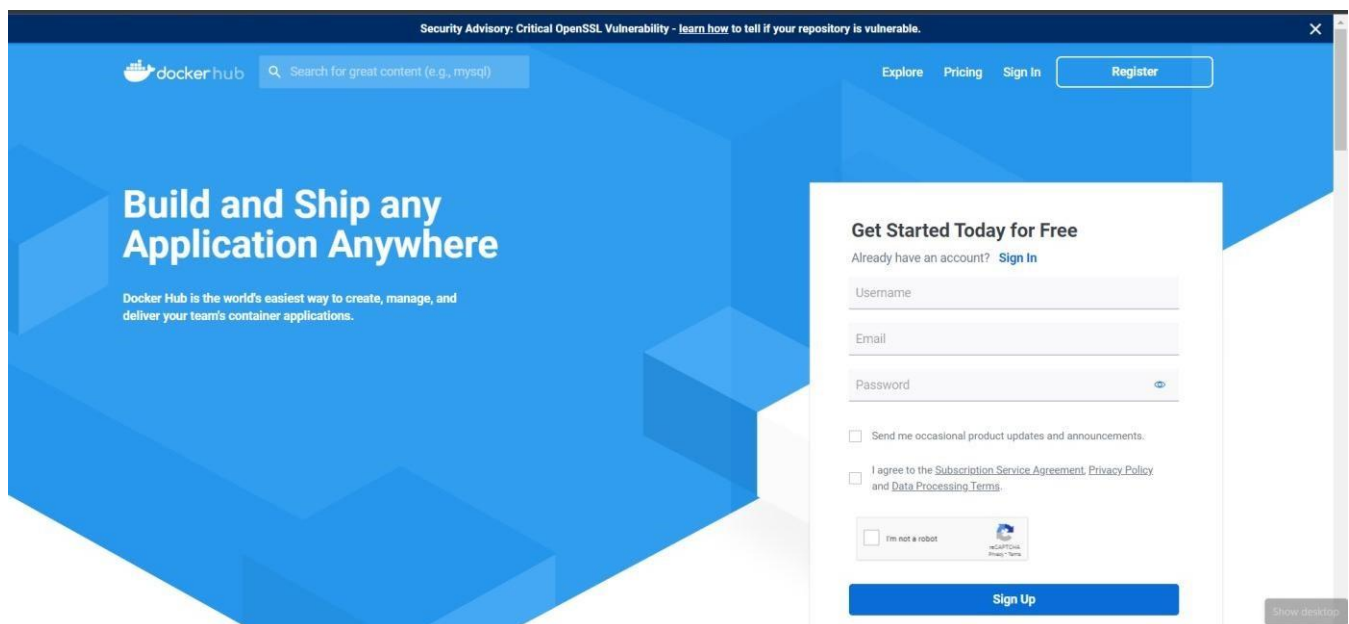 Security Advisory: Critical OpenSSL Vulnerability - learn how to tell if your repository is vulnerable.
dockerhub
Search for great content (e.g., mysql)
Explore
Pricing
Sign In
Register
Build and Ship any
Application Anywhere
Docker Hub is the world's easiest way to create, manage, and
deliver your team's container applications.
Get Started Today for Free
Already have an account? Sign In
Username
Email
Password
Send me occasional product updates and announcements.
I agree to the Subscription Service Agreement, Privacy Policy
and Data Processing Terms.
I'm not a robot
reCAPTCHA
Privacy - Terms
Sign Up
Show desktop